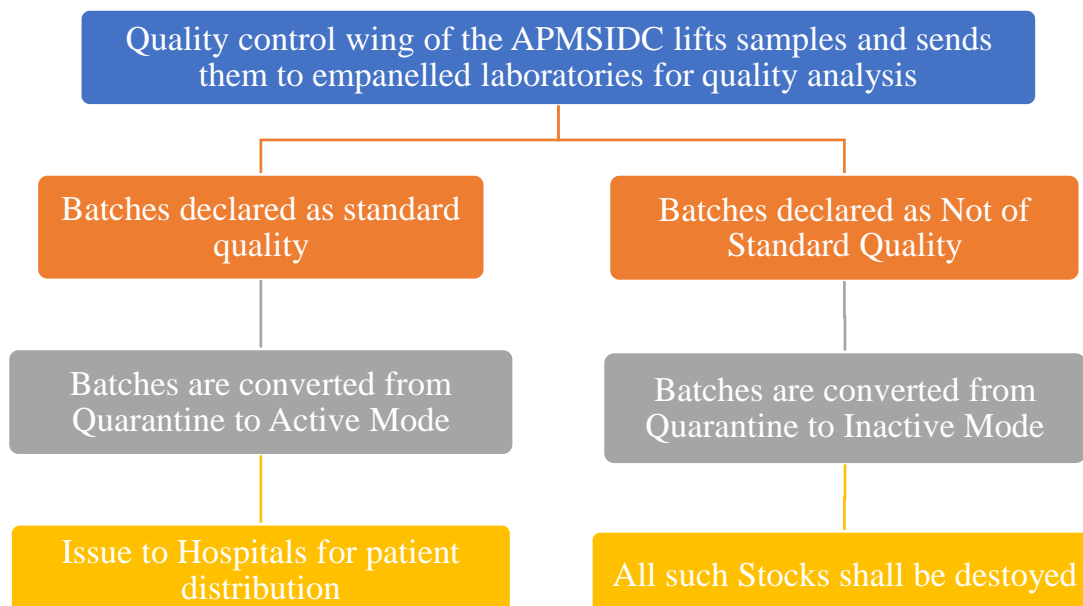 Quality control wing of the APMSIDC lifts samples and sends
them to empanelled laboratories for quality analysis
Batches declared as standard
quality
Batches declared as Not of
Standard Quality
Batches are converted from
Quarantine to Active Mode
Batches are converted from
Quarantine to Inactive Mode
Issue to Hospitals for patient
distribution
All such Stocks shall be destoyed